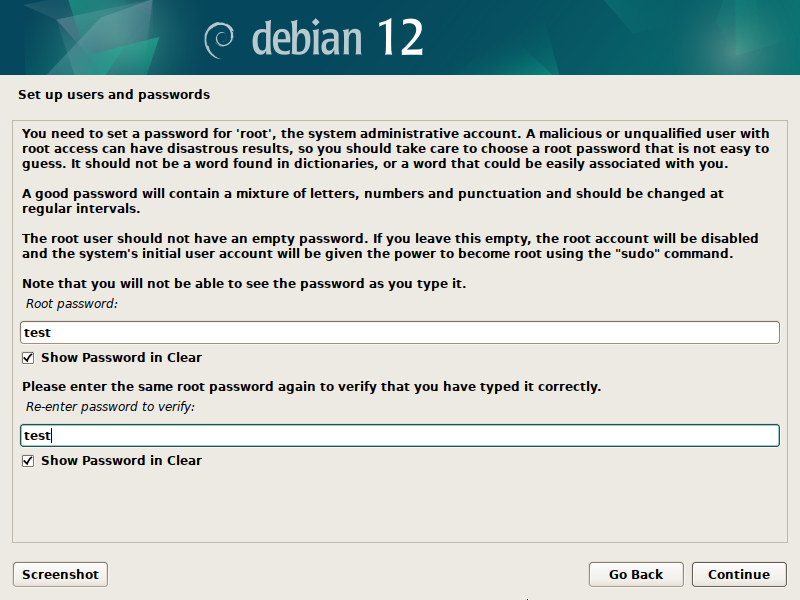 debian 12
Set up users and passwords
You need to set a password for 'root', the system administrative account. A malicious or unqualified user with
root access can have disastrous results, so you should take care to choose a root password that is not easy to
guess. It should not be a word found in dictionaries, or a word that could be easily associated with you.
A good password will contain a mixture of letters, numbers and punctuation and should be changed at
regular intervals.
The root user should not have an empty password. If you leave this empty, the root account will be disabled
and the system's initial user account will be given the power to become root using the "sudo" command.
Note that you will not be able to see the password as you type it.
Root password:
test
Show Password in Clear
Please enter the same root password again to verify that you have typed it correctly.
Re-enter password to verify:
test
Show Password in Clear
Screenshot
Go Back
Continue